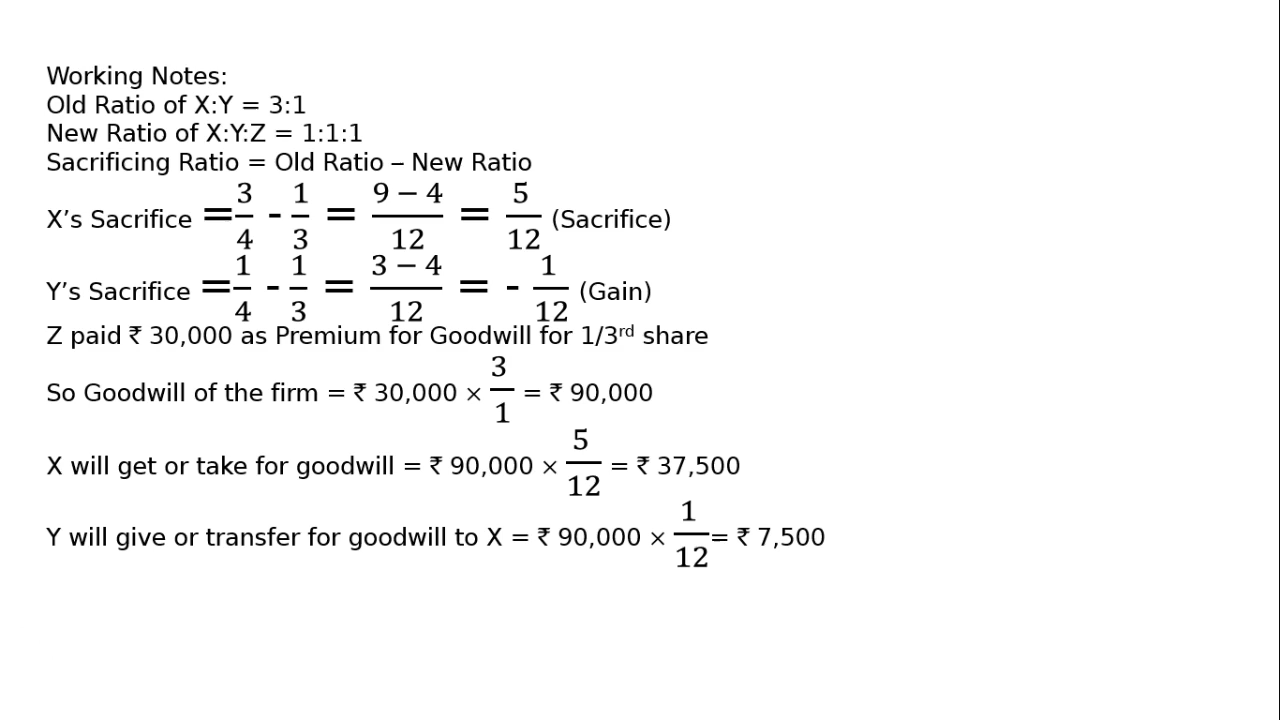 Working Notes:
Old Ratio of X:Y = 3:1
New Ratio of X:Y:Z = 1:1:1
Sacrificing Ratio = Old Ratio – New Ratio
X’s Sacrifice = 3/4 - 1/3 = 9 − 4/12 = 5/12 (Sacrifice)
Y’s Sacrifice = 1/4 - 1/3 = 3 − 4/12 = - 1/12 (Gain)
Z paid ₹ 30,000 as Premium for Goodwill for 1/3rd share
So Goodwill of the firm = ₹ 30,000 × 3/1 = ₹ 90,000
X will get or take for goodwill = ₹ 90,000 × 5/12 = ₹ 37,500
Y will give or transfer for goodwill to X = ₹ 90,000 × 1/12 = ₹ 7,500